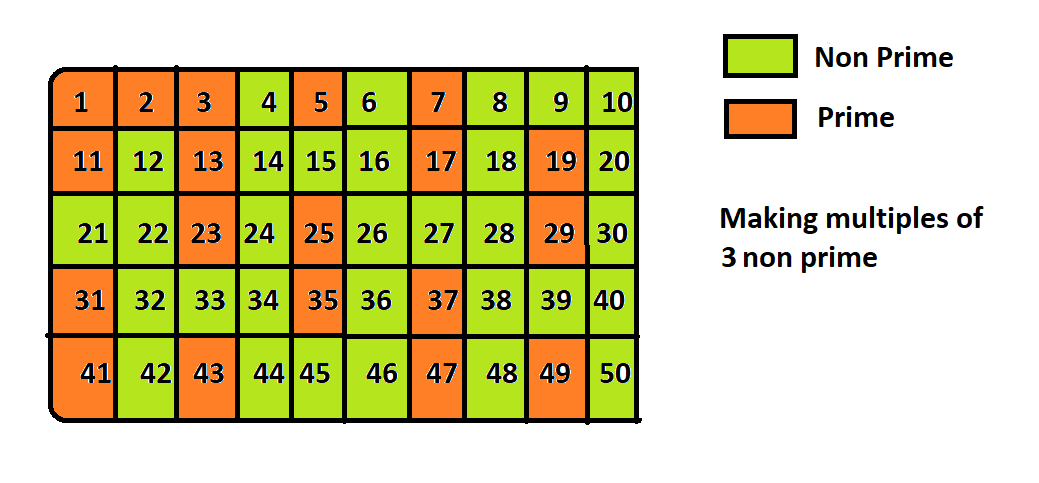 1 2 3 4 5 6 7 8 9 10
11 12 13 14 15 16 17 18 19 20
21 22 23 24 25 26 27 28 29 30
31 32 33 34 35 36 37 38 39 40
41 42 43 44 45 46 47 48 49 50
Non Prime
Prime
Making multiples of
3 non prime